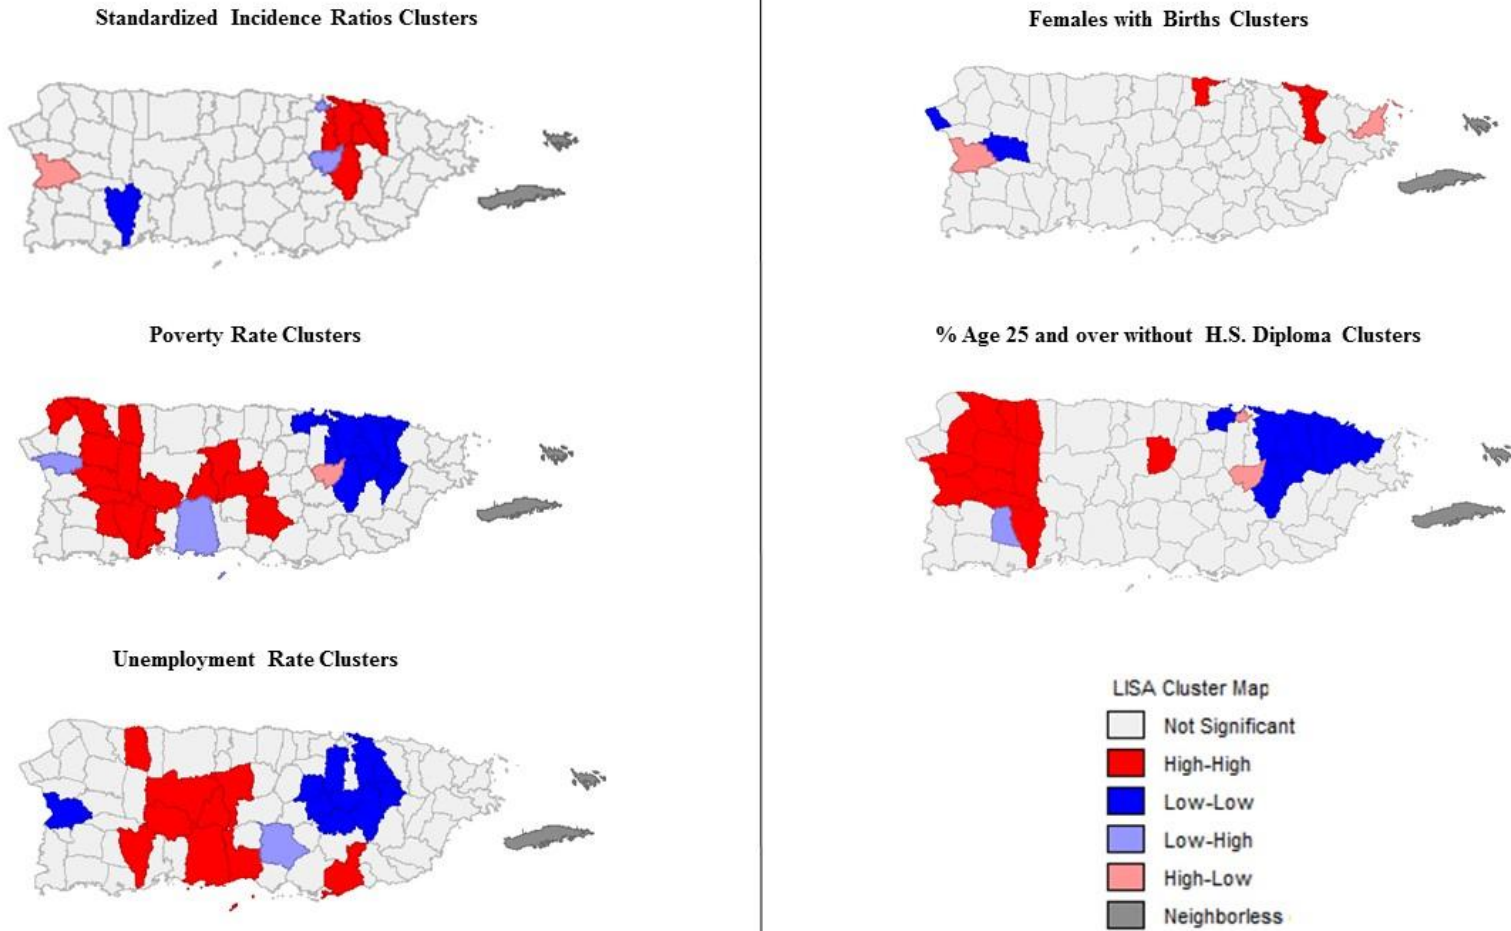 Standardized Incidence Ratios Clusters
Females with Births Clusters
Poverty Rate Clusters
% Age 25 and over without H.S. Diploma Clusters
Unemployment Rate Clusters
LISA Cluster Map
Not Significant
High-High
Low-Low
Low-High
High-Low
Neighborless